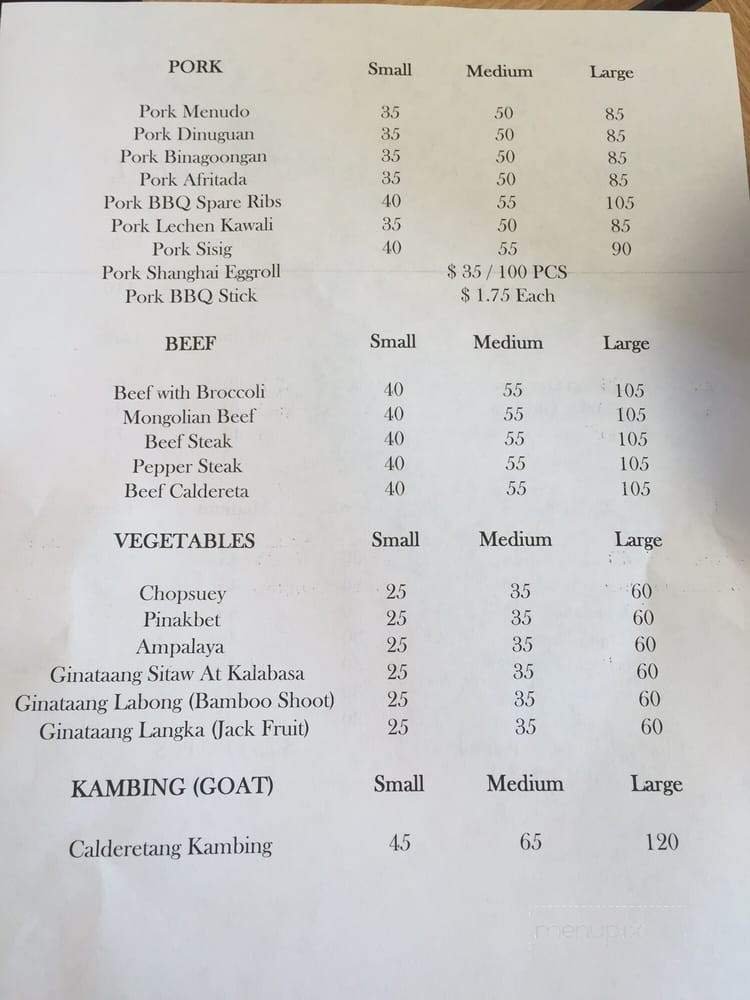 PORK Small Medium Large
Pork Menudo 35 50 85
Pork Dinuguan 35 50 85
Pork Binagoongan 35 50 85
Pork Afritada 35 50 85
Pork BBQ Spare Ribs 40 55 105
Pork Lechen Kawali 35 50 85
Pork Sisig 40 55 90
Pork Shanghai Eggroll $ 35 / 100 PCS
Pork BBQ Stick $ 1.75 Each
BEEF Small Medium Large
Beef with Broccoli 40 55 105
Mongolian Beef 40 55 105
Beef Steak 40 55 105
Pepper Steak 40 55 105
Beef Caldereta 40 55 105
VEGETABLES Small Medium Large
Chopsuey 25 35 60
Pinakbet 25 35 60
Ampalaya 25 35 60
Ginataang Sitaw At Kalabasa 25 35 60
Ginataang Labong (Bamboo Shoot) 25 35 60
Ginataang Langka (Jack Fruit) 25 35 60
KAMBING (GOAT) Small Medium Large
Calderetang Kambing 45 65 120
menupix